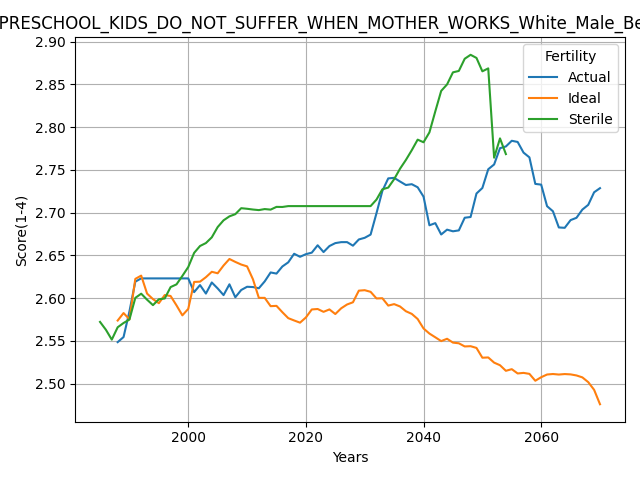 PRESCHOOL_KIDS_DO_NOT_SUFFER_WHEN_MOTHER_WORKS_White_Male_Be
2.90
2.85
2.80
2.75
2.70
2.65
2.60
2.55
2.50
Score(1-4)
Fertility
Actual
Ideal
Sterile
2000 2020 2040 2060
Years